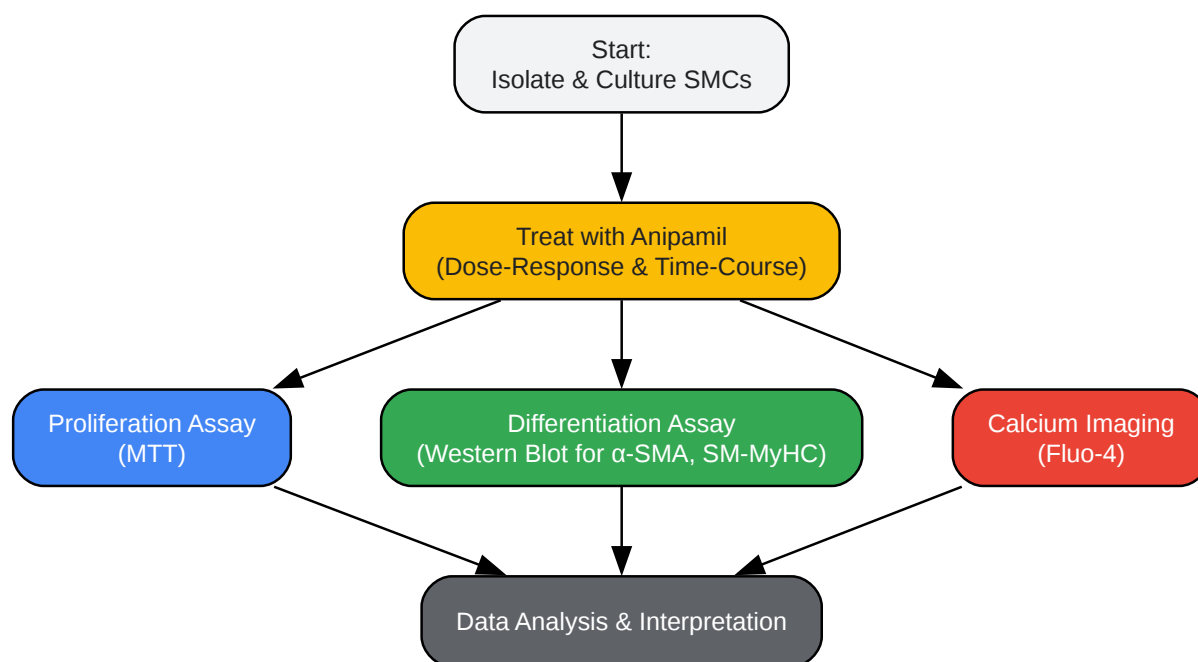 Start:
Isolate & Culture SMCs
Treat with Anipamil
(Dose-Response & Time-Course)
Proliferation Assay
(MTT)
Differentiation Assay
(Western Blot for α-SMA, SM-MyHC)
Calcium Imaging
(Fluo-4)
Data Analysis & Interpretation